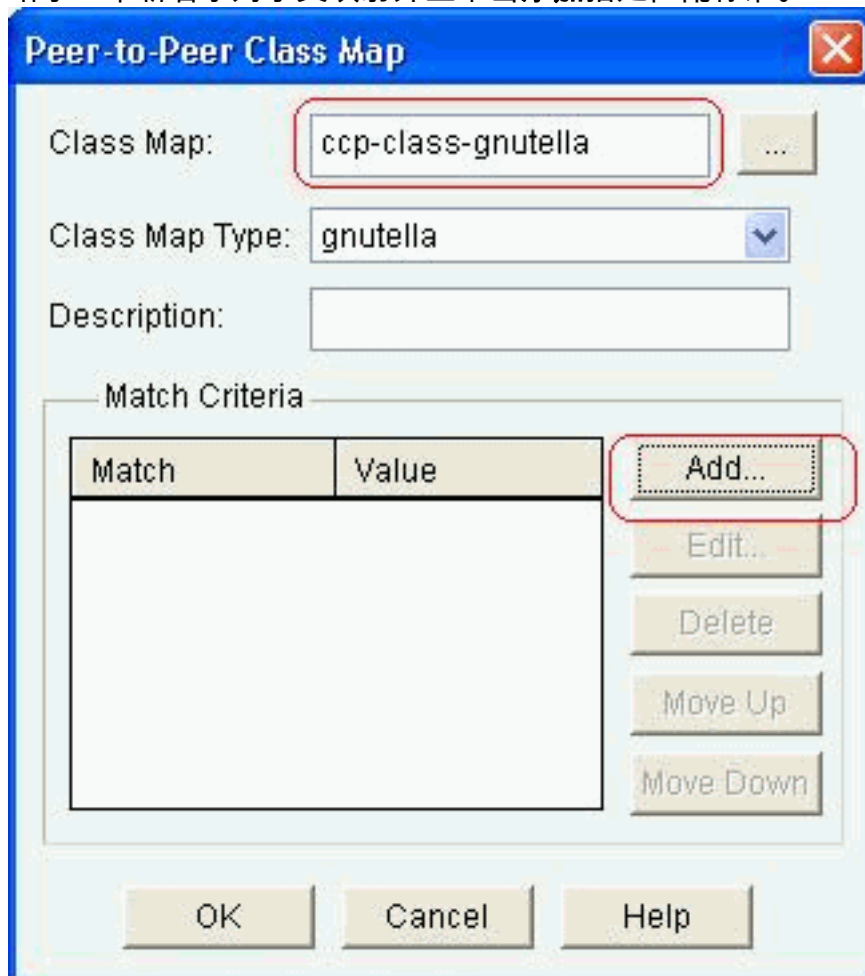 Peer-to-Peer Class Map
Class Map: ccp-class-gnutella ...
Class Map Type: gnutella
Description:
Match Criteria
Match Value
Add...
Edit...
Delete
Move Up
Move Down
OK Cancel Help